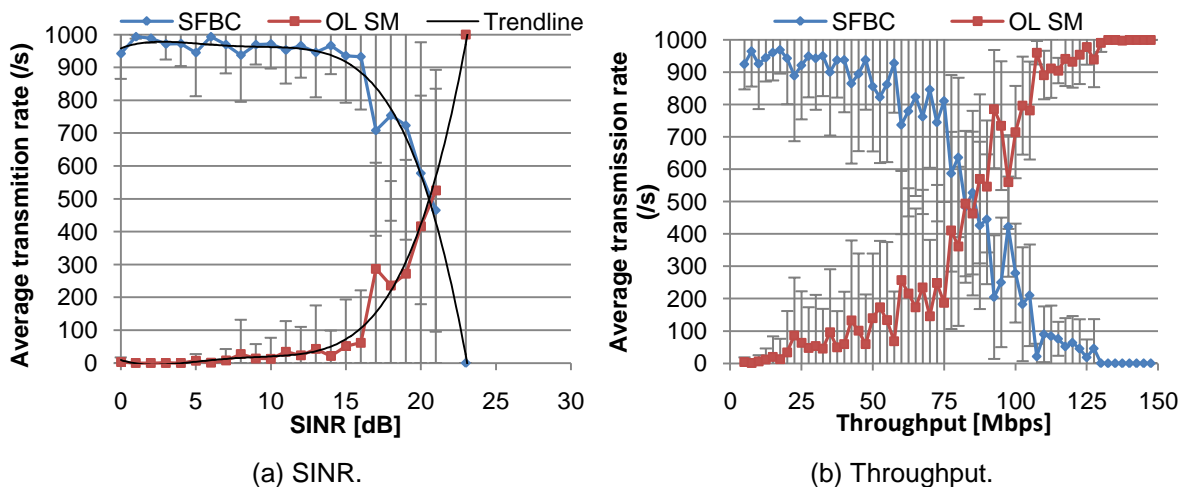 SFBC OL SM Trendline
1000
900
800
700
600
500
400
300
200
100
0
Average transmition rate (/s)
0 5 10 15 20 25 30
SINR [dB]
(a) SINR.
SFBC OL SM
1000
900
800
700
600
500
400
300
200
100
0
Average transmission rate
(/s)
0 25 50 75 100 125 150
Throughput [Mbps]
(b) Throughput.